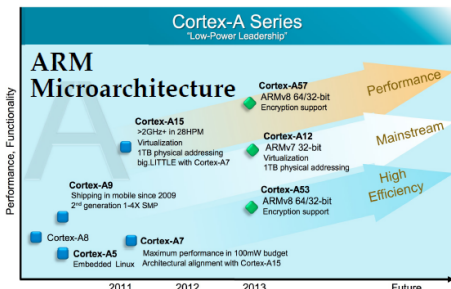 Cortex-A Series
"Low-Power Leadership"
ARM
Microarchitecture
Performance, Functionality
Cortex-A57
ARMv8 64/32-bit
Encryption support
Performance
Cortex-A15
>2GHz+ in 28HPM
Virtualization
1TB physical addressing
big.LITTLE with Cortex-A7
Cortex-A12
ARMv7 32-bit
Virtualization
1TB physical addressing
Mainstream
Cortex-A9
Shipping in mobile since 2009
2nd generation 1-4X SMP
Cortex-A53
ARMv8 64/32-bit
Encryption support
High
Efficiency
Cortex-A8
Cortex-A5
Embedded Linux
Cortex-A7
Maximum performance in 100mW budget
Architectural alignment with Cortex-A15
2011
2012
2013
Future